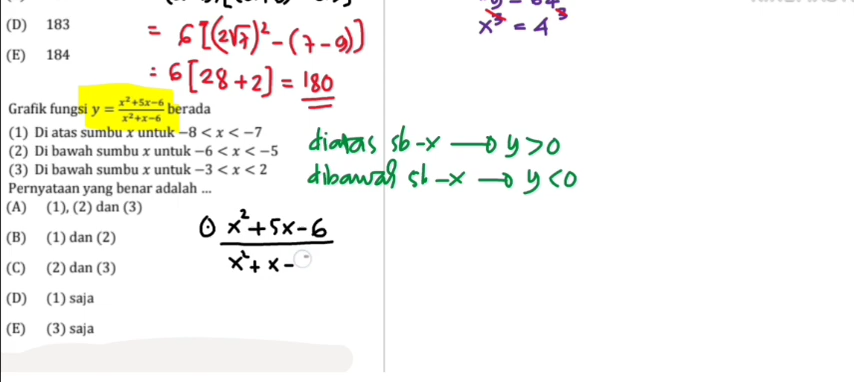 (D) 183
(E) 184
= 6[(2√7)² - (7 - 9)]
= 6[28 + 2] = 180
x³ = 4³
Grafik fungsi y = (x²+5x−6)/(x²+x−6) berada
(1) Di atas sumbu x untuk −8 < x < −7
(2) Di bawah sumbu x untuk −6 < x < −5
(3) Di bawah sumbu x untuk −3 < x < 2
Pernyataan yang benar adalah ...
(A) (1), (2) dan (3)
(B) (1) dan (2)
(C) (2) dan (3)
(D) (1) saja
(E) (3) saja
diatas sb-x → y > 0
dibawah sb-x → y < 0
x² + 5x - 6
x² + x -